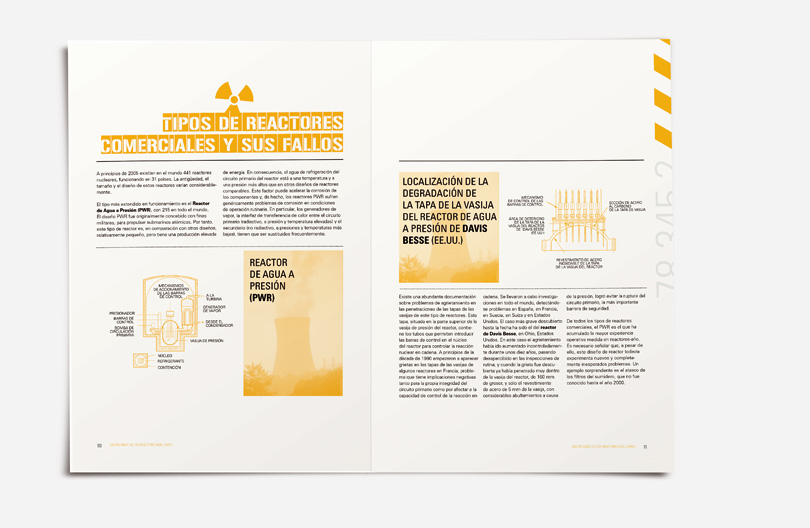 TIPOS DE REACTORES
COMERCIALES Y SUS FALLOS
A principios de 2005 existían en el mundo 441 reactores
nucleares, funcionando en 31 países. La antigüedad, el
tamaño y el diseño de estos reactores varían considerable-
mente.
El tipo más extendido en funcionamiento es el Reactor
de Agua a Presión (PWR), con 215 en todo el mundo.
El diseño PWR fue originalmente concebido con fines
militares, para propulsar submarinos atómicos. Por tanto,
este tipo de reactor es, en comparación con otros diseños,
relativamente pequeño, pero tiene una producción elevada
de energía. En consecuencia, el agua de refrigeración del
circuito primario del reactor está a una temperatura y a
una presión más altas que en otros diseños de reactores
comparables. Este factor puede acelerar la corrosión de
los componentes y, de hecho, los reactores PWR sufren
genéricamente problemas de corrosión en condiciones
de operación rutinaria. En particular, los generadores de
vapor, la interfaz de transferencia de calor entre el circuito
primario (radiactivo, a presión y temperatura elevadas) y el
secundario (no radiactivo, a presiones y temperaturas más
bajas), tienen que ser sustituidos frecuentemente.
MECANISMOS
DE ACCIONAMIENTO
DE LAS BARRAS
DE CONTROL
A LA
TURBINA
GENERADOR
DE VAPOR
PRESIONADOR
BARRAS DE
CONTROL
BOMBA DE
CIRCULACIÓN
PRIMARIA
DESDE EL
CONDENSADOR
VASIJA DE PRESIÓN
NÚCLEO
REFRIGERANTE
CONTENCIÓN
REACTOR
DE AGUA A
PRESIÓN
(PWR)
10
LOCALIZACIÓN DE LA
DEGRADACIÓN DE
LA TAPA DE LA VASIJA
DEL REACTOR DE AGUA
A PRESIÓN DE DAVIS
BESSE (EE.UU.)
MECANISMO
DE CONTROL DE LAS
BARRAS DE CONTROL
SECCIÓN DE ACERO
AL CARBONO
DE LA TAPA DE VASIJA
ÁREA DE DETERIORO
DE LA TAPA DE LA
VASIJA DEL REACTOR
DE DAVIS BESSE
EE.UU
REVESTIMIENTO DE ACERO
INOXIDABLE DE LA TAPA
DE LA VASIJA DEL REACTOR
Existe una abundante documentación
sobre problemas de agrietamiento en
las penetraciones de las tapas de las
vasijas de este tipo de reactores. Esta
tapa, situada en la parte superior de la
vasija de presión del reactor, contie-
ne los tubos que permiten introducir
las barras de control en el núcleo
del reactor para controlar la reacción
nuclear en cadena. A principios de la
década de 1990 empezaron a aparecer
grietas en las tapas de las vasijas de
algunos reactores en Francia, proble-
ma que tiene implicaciones negativas
tanto para la propia integridad del
circuito primario como por afectar a la
capacidad de control de la reacción en
cadena. Se llevaron a cabo investiga-
ciones en todo el mundo, detectándo-
se problemas en España, en Francia,
en Suecia, en Suiza y en Estados
Unidos. El caso más grave descubierto
hasta la fecha ha sido el del reactor
de Davis Besse, en Ohio, Estados
Unidos. En este caso el agrietamiento
había ido aumentando incontroladamen-
te durante unos diez años, pasando
desapercibido en las inspecciones de
rutina, y cuando la grieta fue descu-
bierta ya había penetrado muy dentro
de la vasija del reactor, de 160 mm
de grosor, y sólo el revestimiento
de acero de 5 mm de la vasija, con
considerables abultamientos a causa
de la presión, logró evitar la ruptura del
circuito primario, la más importante
barrera de seguridad.
De todos los tipos de reactores
comerciales, el PWR es el que ha
acumulado la mayor experiencia
operativa medida en reactores-año.
Es necesario señalar que, a pesar de
ello, este diseño de reactor todavía
experimenta nuevos y completamen-
te inesperados problemas. Un
ejemplo sorprendente es el atasco de
los filtros del sumidero, que no fue
conocido hasta el año 2000.
78 345 2
11